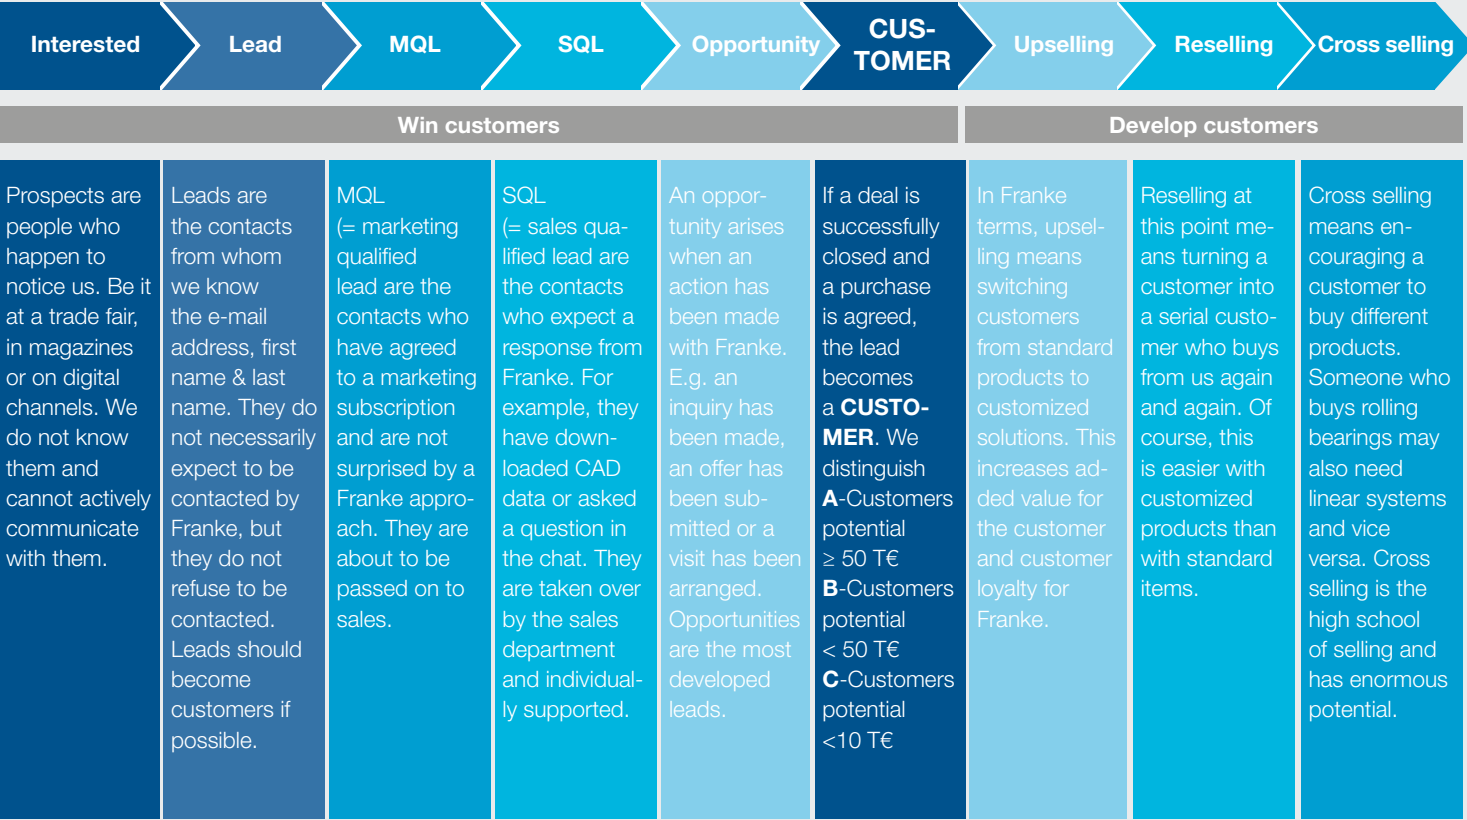 Interested
Lead
MQL
SQL
Opportunity
CUS-
TOMER
Upselling
Reselling
Cross selling
Win customers
Develop customers
Prospects are
people who
happen to
notice us. Be it
at a trade fair,
in magazines
or on digital
channels. We
do not know
them and
cannot actively
communicate
with them.
Leads are
the contacts
from whom
we know
the e-mail
address, first
name & last
name. They do
not necessarily
expect to be
contacted by
Franke, but
they do not
refuse to be
contacted.
Leads should
become
customers if
possible.
MQL
(= marketing
qualified
lead are the
contacts who
have agreed
to a marketing
subscription
and are not
surprised by a
Franke appro-
ach. They are
about to be
passed on to
sales.
SQL
(= sales qua-
lified lead are
the contacts
who expect a
response from
Franke. For
example, they
have down-
loaded CAD
data or asked
a question in
the chat. They
are taken over
by the sales
department
and individual-
ly supported.
An oppor-
tunity arises
when an
action has
been made
with Franke.
E.g. an
inquiry has
been made,
an offer has
been sub-
mitted or a
visit has been
arranged.
Opportunities
are the most
developed
leads.
If a deal is
successfully
closed and
a purchase
is agreed,
the lead
becomes
a CUSTO-
MER. We
distinguish
A-Customers
potential
≥ 50 T€
B-Customers
potential
< 50 T€
C-Customers
potential
<10 T€
In Franke
terms, upsel-
ling means
switching
customers
from standard
products to
customized
solutions. This
increases ad-
ded value for
the customer
and customer
loyalty for
Franke.
Reselling at
this point me-
ans turning a
customer into
a serial custo-
mer who buys
from us again
and again. Of
course, this
is easier with
customized
products than
with standard
items.
Cross selling
means en-
couraging a
customer to
buy different
products.
Someone who
buys rolling
bearings may
also need
linear systems
and vice
versa. Cross
selling is the
high school
of selling and
has enormous
potential.